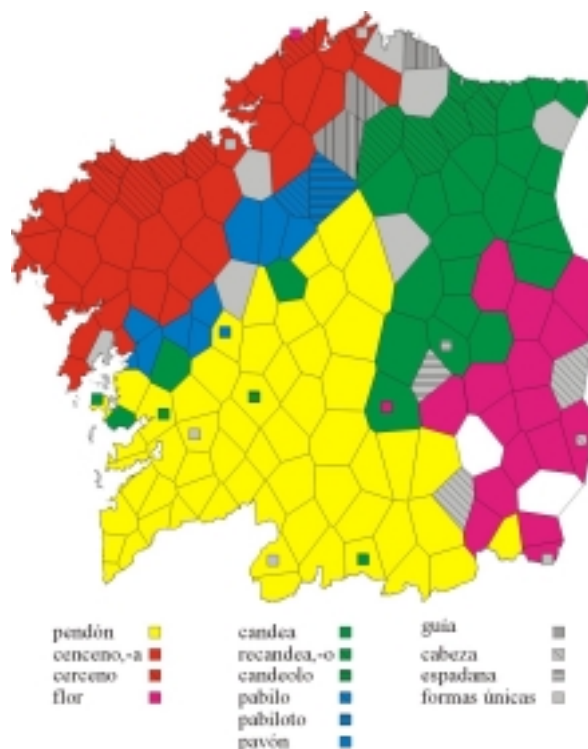 pendón
cenceno,-a
cerceno
flor
candea
recandea,-o
candeolo
pabilo
pabiloto
pavón
guía
cabeza
espadana
formas únicas